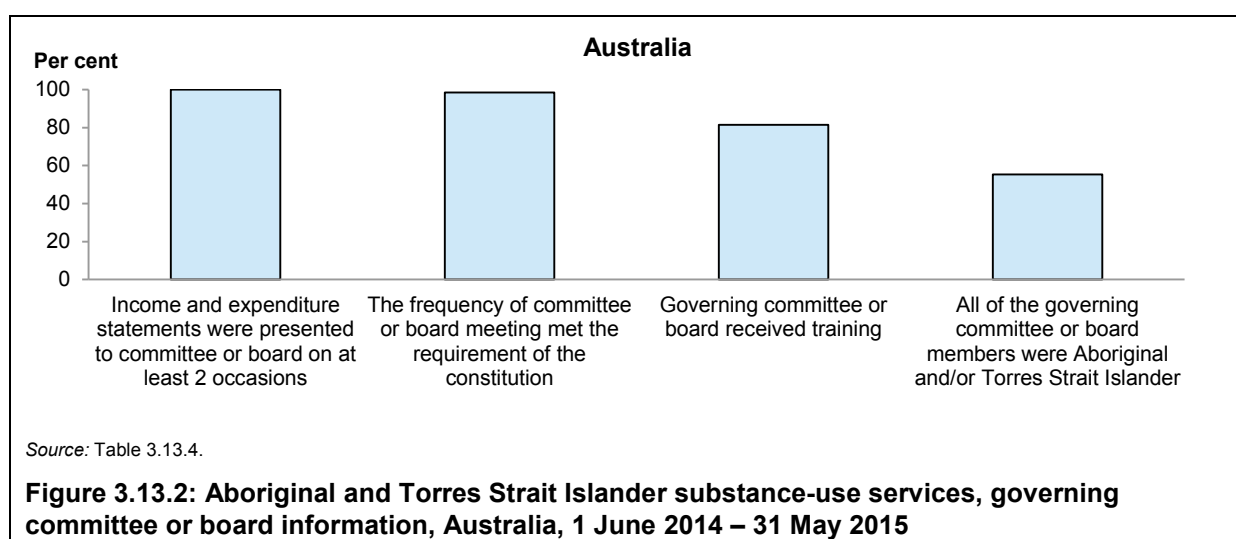 Australia
Per cent
100
80
60
40
20
0
Income and expenditure
statements were presented
to committee or board on at
least 2 occasions
The frequency of committee
or board meeting met the
requirement of the
constitution
Governing committee or
board received training
All of the governing
committee or board
members were Aboriginal
and/or Torres Strait Islander
Source: Table 3.13.4.
Figure 3.13.2: Aboriginal and Torres Strait Islander substance-use services, governing
committee or board information, Australia, 1 June 2014 – 31 May 2015